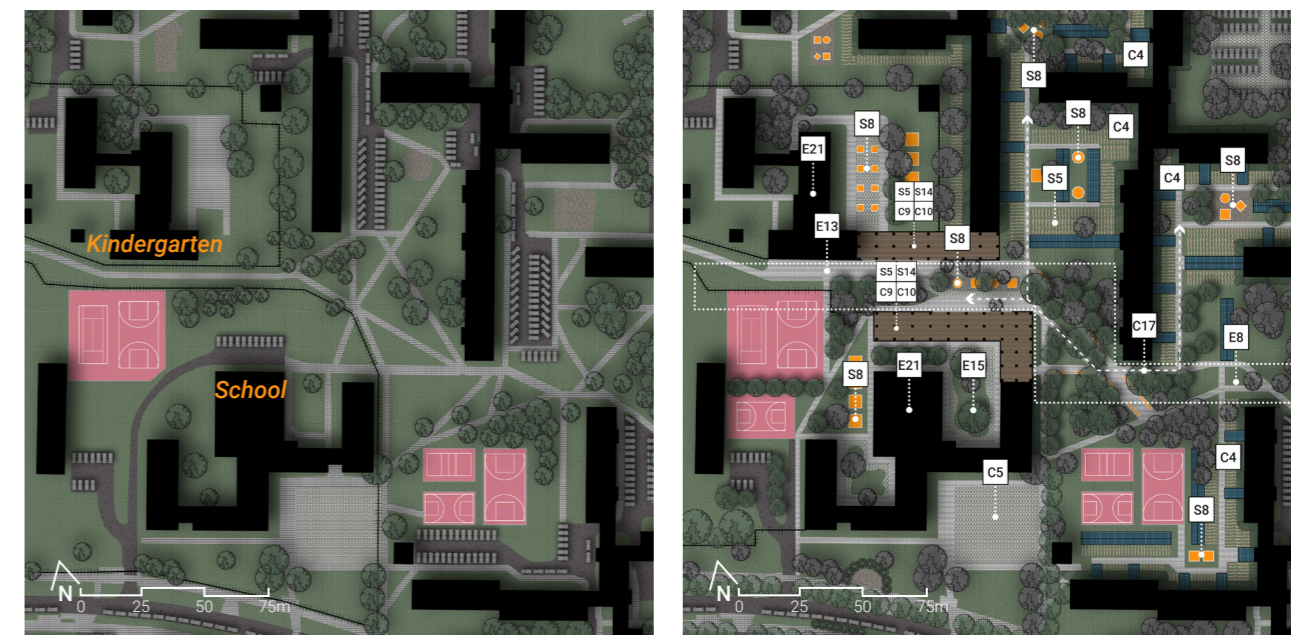 Kindergarten
School
N
0 25 50 75m
S8
C4
S8
S8
C4
E21
S8
C4
S5
S5 S14
C9 C10
E13
S8
S5 S14
C9 C10
C17
E8
S8
E21
E15
C4
C5
S8
N
0 25 50 75m